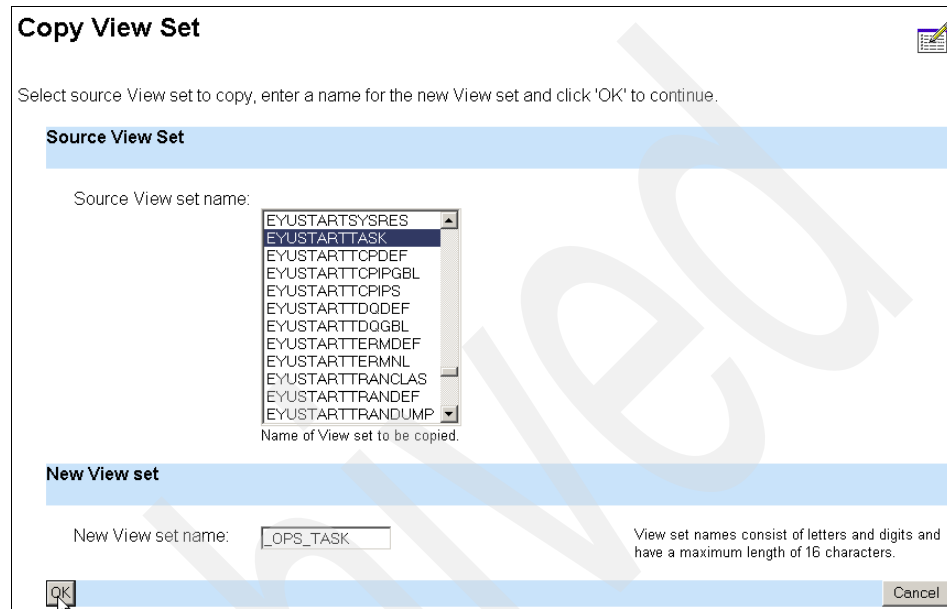 Copy View Set
Select source View set to copy, enter a name for the new View set and click 'OK' to continue.
Source View Set
Source View set name:
EYUSTARTSYSRES
EYUSTARTTASK
EYUSTARTTCPDEF
EYUSTARTTCPIPGBL
EYUSTARTTCPIPS
EYUSTARTTDQDEF
EYUSTARTTDQGBL
EYUSTARTTERMDEF
EYUSTARTTERMNL
EYUSTARTTRANCLAS
EYUSTARTTRANDEF
EYUSTARTTRANDUMP
Name of View set to be copied.
New View set
New View set name:
_OPS_TASK
View set names consist of letters and digits and
have a maximum length of 16 characters.
OK
Cancel